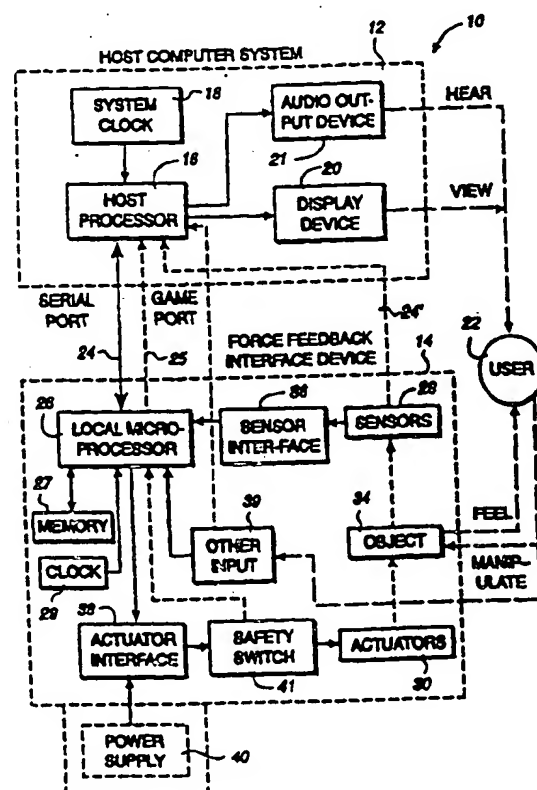 10
12
HOST COMPUTER SYSTEM
18
SYSTEM
CLOCK
AUDIO OUT-
PUT DEVICE
HEAR
21
16
20
HOST
PROCESSOR
DISPLAY
DEVICE
VIEW
SERIAL
PORT
GAME
PORT
24
25
24'
FORCE FEEDBACK
INTERFACE DEVICE
14
22
USER
26
LOCAL MICRO-
PROCESSOR
36
SENSOR
INTER-FACE
28
SENSORS
27
MEMORY
39
OTHER
INPUT
34
OBJECT
FEEL
MANIP-
ULATE
CLOCK
29
38
ACTUATOR
INTERFACE
SAFETY
SWITCH
41
ACTUATORS
30
POWER
SUPPLY
40